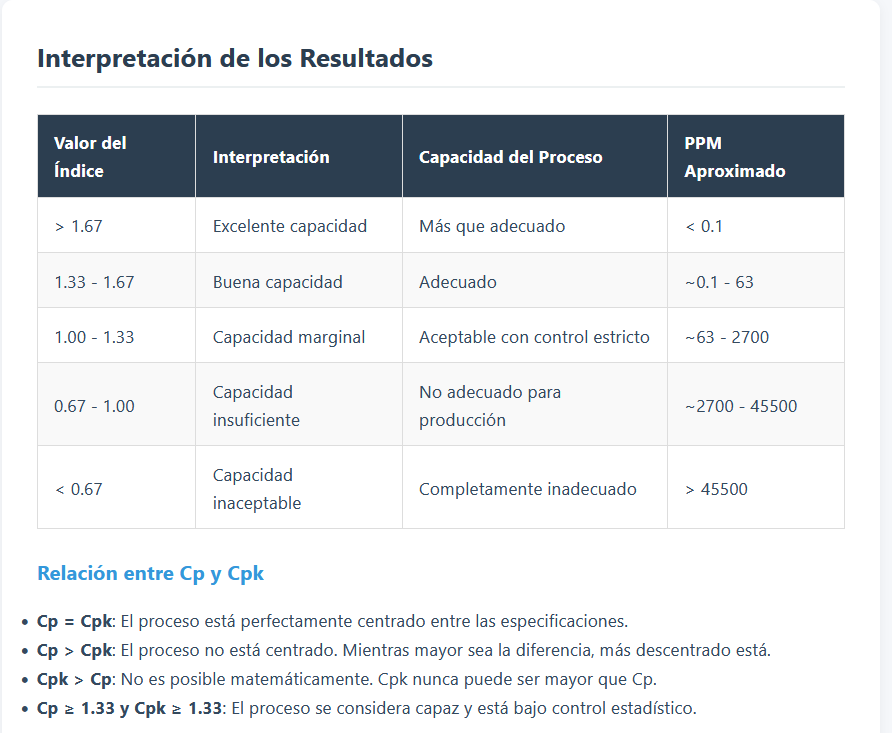 Interpretación de los Resultados
Valor del
Índice
Interpretación
Capacidad del Proceso
PPM
Aproximado
> 1.67
Excelente capacidad
Más que adecuado
< 0.1
1.33 - 1.67
Buena capacidad
Adecuado
~0.1 - 63
1.00 - 1.33
Capacidad marginal
Aceptable con control estricto
~63 - 2700
0.67 - 1.00
Capacidad
insuficiente
No adecuado para
producción
~2700 - 45500
< 0.67
Capacidad
inaceptable
Completamente inadecuado
> 45500
Relación entre Cp y Cpk
• Cp = Cpk: El proceso está perfectamente centrado entre las especificaciones.
• Cp > Cpk: El proceso no está centrado. Mientras mayor sea la diferencia, más descentrado está.
• Cpk > Cp: No es posible matemáticamente. Cpk nunca puede ser mayor que Cp.
• Cp ≥ 1.33 y Cpk ≥ 1.33: El proceso se considera capaz y está bajo control estadístico.